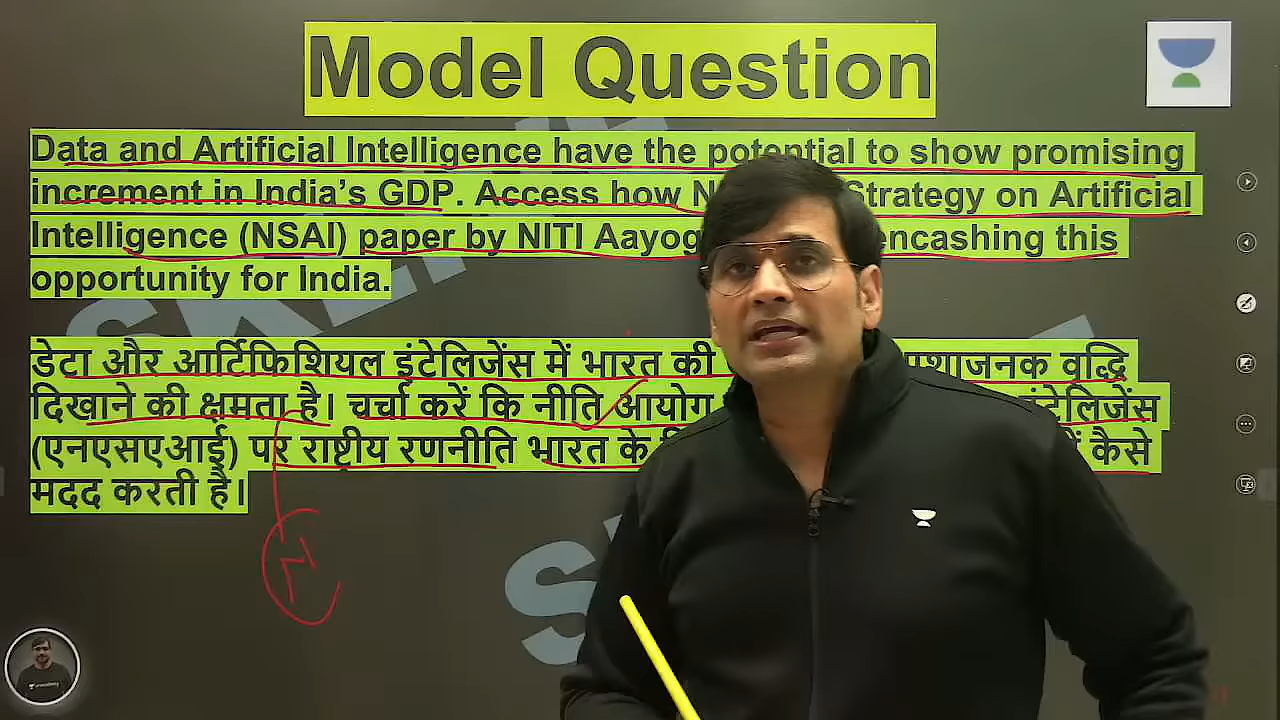 Model Question
Data and Artificial Intelligence have the potential to show promising
increment in India's GDP. Access how Strategy on Artificial
Intelligence (NSAI) paper by NITI Aayog encashing this
opportunity for India.
डेटा और आर्टिफिशियल इंटेलिजेंस में भारत की वृद्धि
दिखाने की क्षमता है। चर्चा करें कि नीति आयोग इंटेलिजेंस
(एनएसएआई) पर राष्ट्रीय रणनीति भारत के कैसे
मदद करती है।